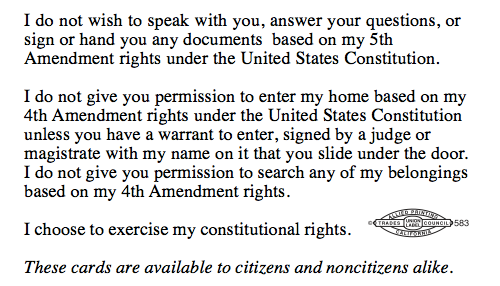 I do not wish to speak with you, answer your questions, or
sign or hand you any documents  based on my 5th
Amendment rights under the United States Constitution.
I do not give you permission to enter my home based on my
4th Amendment rights under the United States Constitution
unless you have a warrant to enter, signed by a judge or
magistrate with my name on it that you slide under the door.
I do not give you permission to search any of my belongings
based on my 4th Amendment rights.
I choose to exercise my constitutional rights.
ALLIED PRINTING
TRADES UNION LABEL COUNCIL 583
CALIFORNIA
These cards are available to citizens and noncitizens alike.